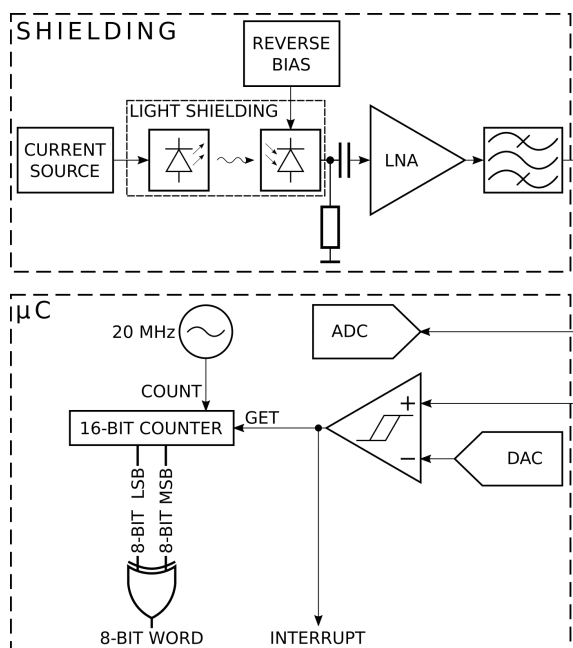 SHIELDING
REVERSE
BIAS
LIGHT SHIELDING
CURRENT
SOURCE
LNA
μC
20 MHz
ADC
COUNT
+
16-BIT COUNTER
GET
−
DAC
8-BIT LSB
8-BIT MSB
8-BIT WORD
INTERRUPT